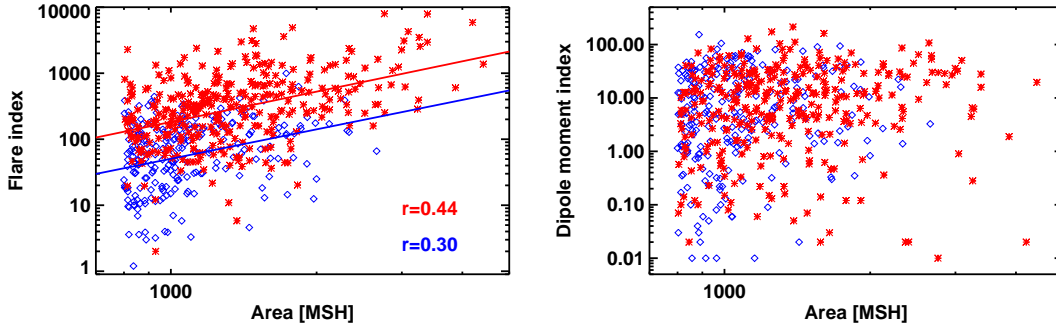 Flare index
1000
100
10
1
r=0.44
r=0.30
1000
Area [MSH]
Dipole moment index
100.00
10.00
1.00
0.10
0.01
1000
Area [MSH]